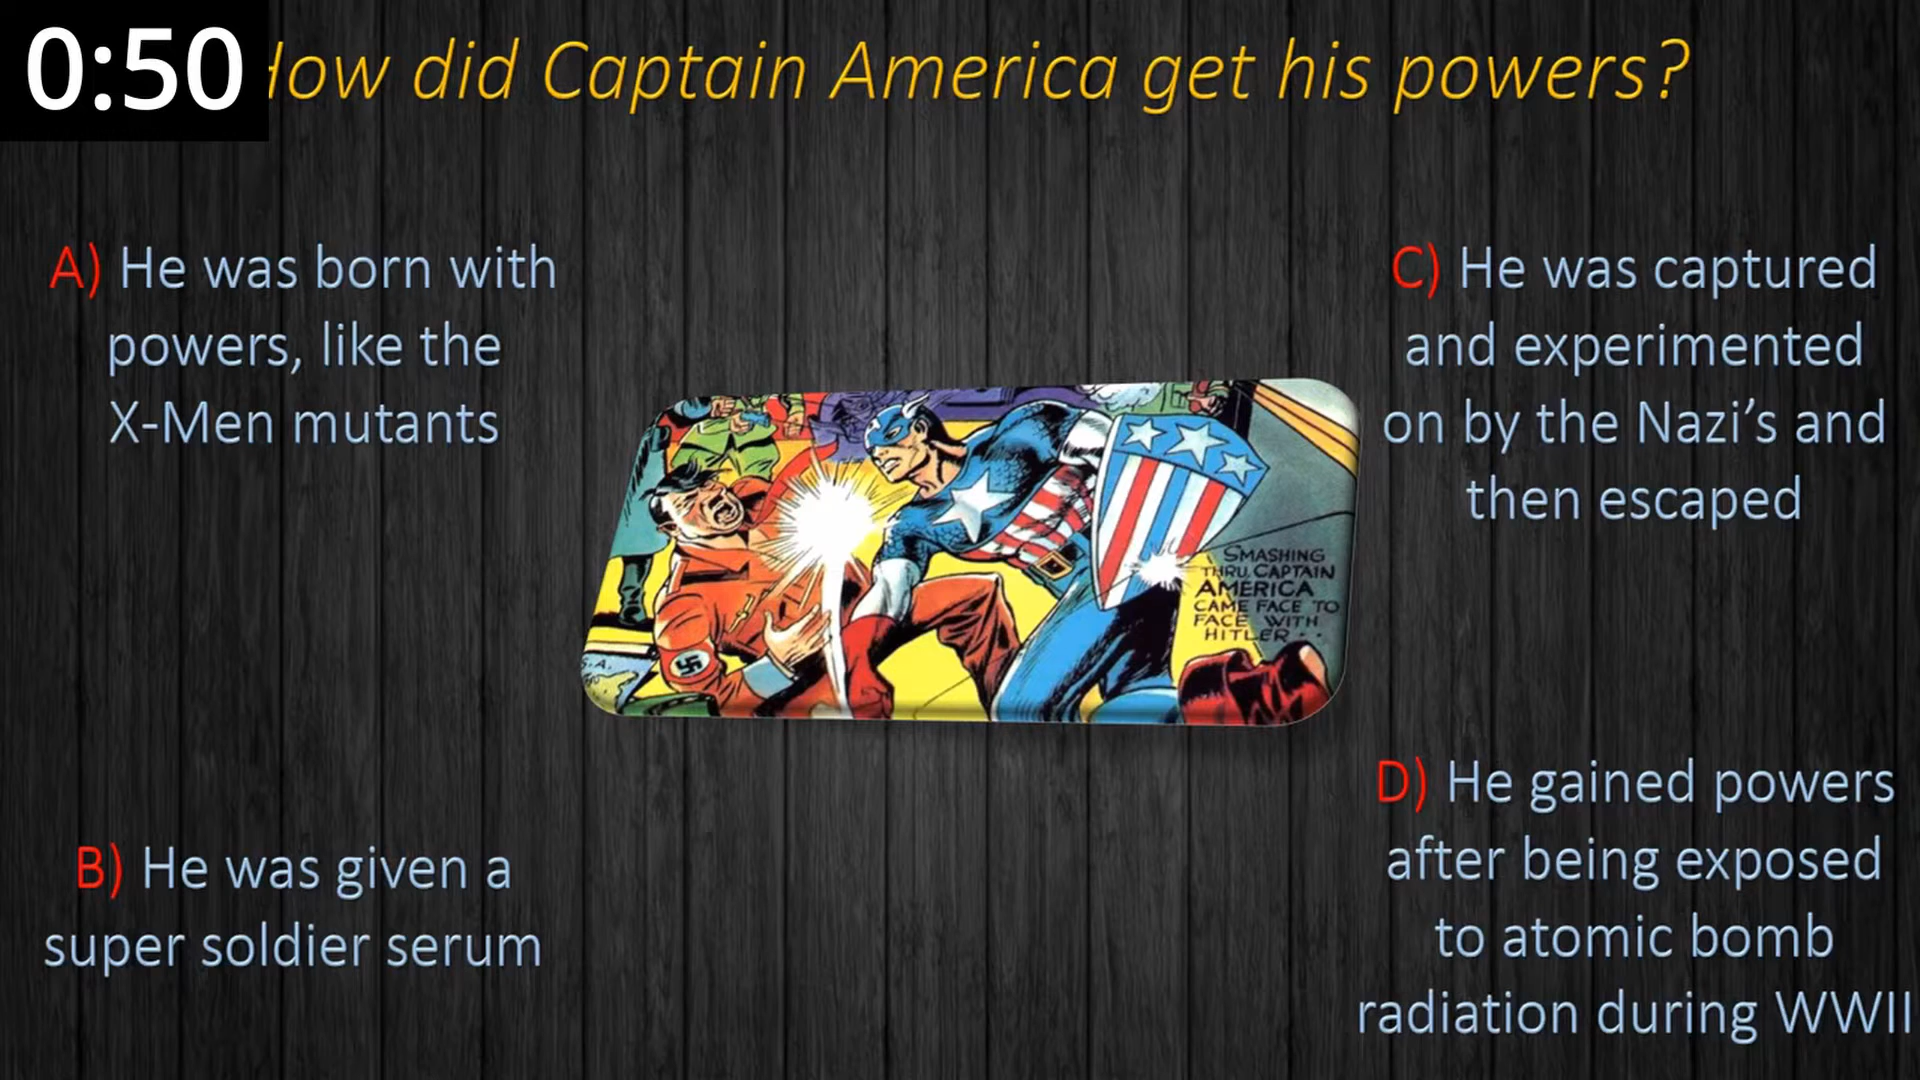 0:50
How did Captain America get his powers?
A) He was born with
powers, like the
X-Men mutants
C) He was captured
and experimented
on by the Nazi’s and
then escaped
SMASHING
THRU, CAPTAIN
AMERICA
CAME FACE TO
FACE WITH
HITLER . .
B) He was given a
super soldier serum
D) He gained powers
after being exposed
to atomic bomb
radiation during WWII